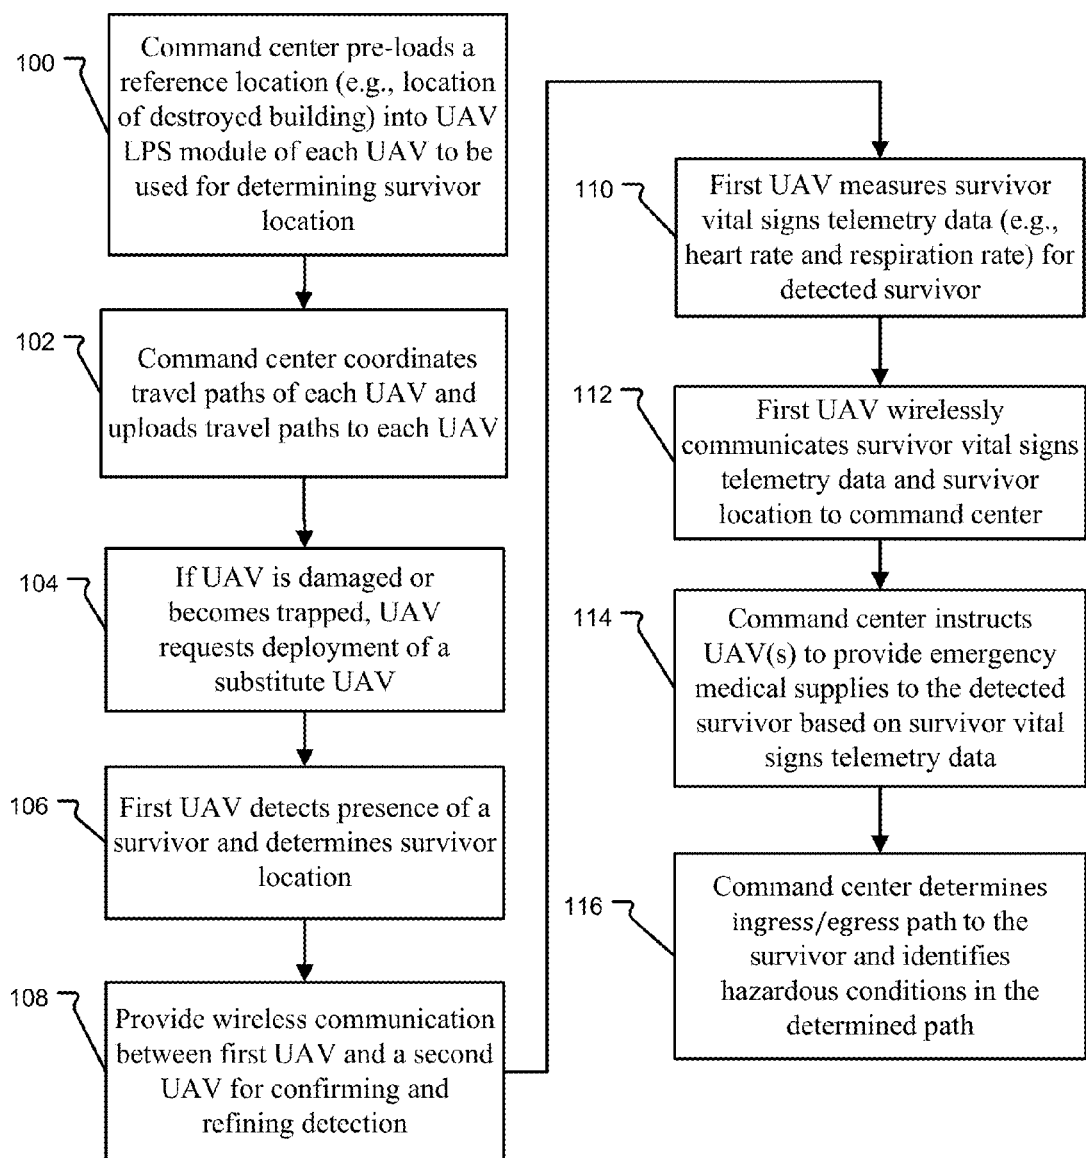 100
Command center pre-loads a
reference location (e.g., location
of destroyed building) into UAV
LPS module of each UAV to be
used for determining survivor
location
102
Command center coordinates
travel paths of each UAV and
uploads travel paths to each UAV
104
If UAV is damaged or
becomes trapped, UAV
requests deployment of a
substitute UAV
106
First UAV detects presence of
a survivor and determines survivor
location
108
Provide wireless communication
between first UAV and a second
UAV for confirming and
refining detection
110
First UAV measures survivor
vital signs telemetry data (e.g.,
heart rate and respiration rate) for
detected survivor
112
First UAV wirelessly
communicates survivor vital signs
telemetry data and survivor
location to command center
114
Command center instructs
UAV(s) to provide emergency
medical supplies to the detected
survivor based on survivor vital
signs telemetry data
116
Command center determines
ingress/egress path to the
survivor and identifies
hazardous conditions in the
determined path